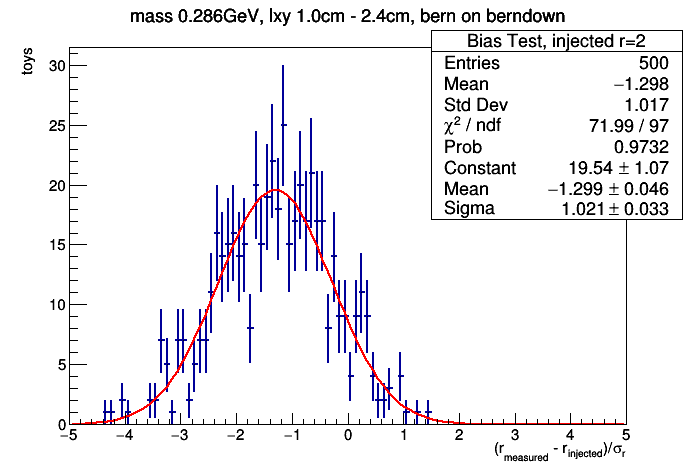 mass 0.286GeV, lxy 1.0cm - 2.4cm, bern on berndown
Bias Test, injected r=2
Entries 500
Mean −1.298
Std Dev 1.017
χ² / ndf 71.99 / 97
Prob 0.9732
Constant 19.54 ± 1.07
Mean −1.299 ± 0.046
Sigma 1.021 ± 0.033
toys
30
25
20
15
10
5
0
−5 −4 −3 −2 −1 0 1 2 3 4 5
(r_measured - r_injected)/σ_r